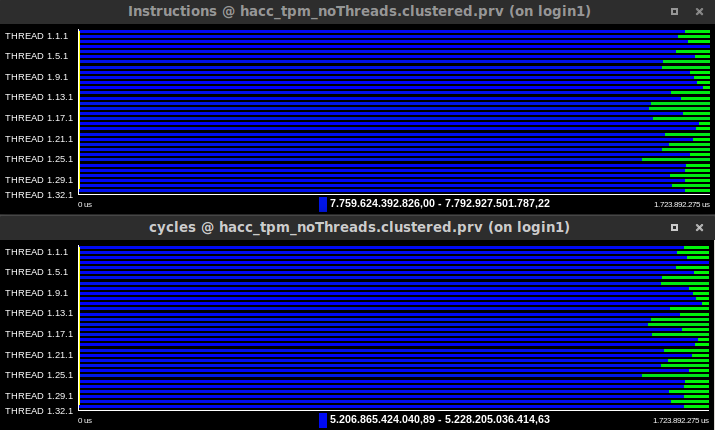 Instructions @ hacc_tpm_noThreads.clustered.prv (on login1)
THREAD 1.1.1
THREAD 1.5.1
THREAD 1.9.1
THREAD 1.13.1
THREAD 1.17.1
THREAD 1.21.1
THREAD 1.25.1
THREAD 1.29.1
THREAD 1.32.1
0 us
7.759.624.392.826,00 - 7.792.927.501.787,22
1.723.892.275 us
cycles @ hacc_tpm_noThreads.clustered.prv (on login1)
THREAD 1.1.1
THREAD 1.5.1
THREAD 1.9.1
THREAD 1.13.1
THREAD 1.17.1
THREAD 1.21.1
THREAD 1.25.1
THREAD 1.29.1
THREAD 1.32.1
0 us
5.206.865.424.040,89 - 5.228.205.036.414,63
1.723.892.275 us